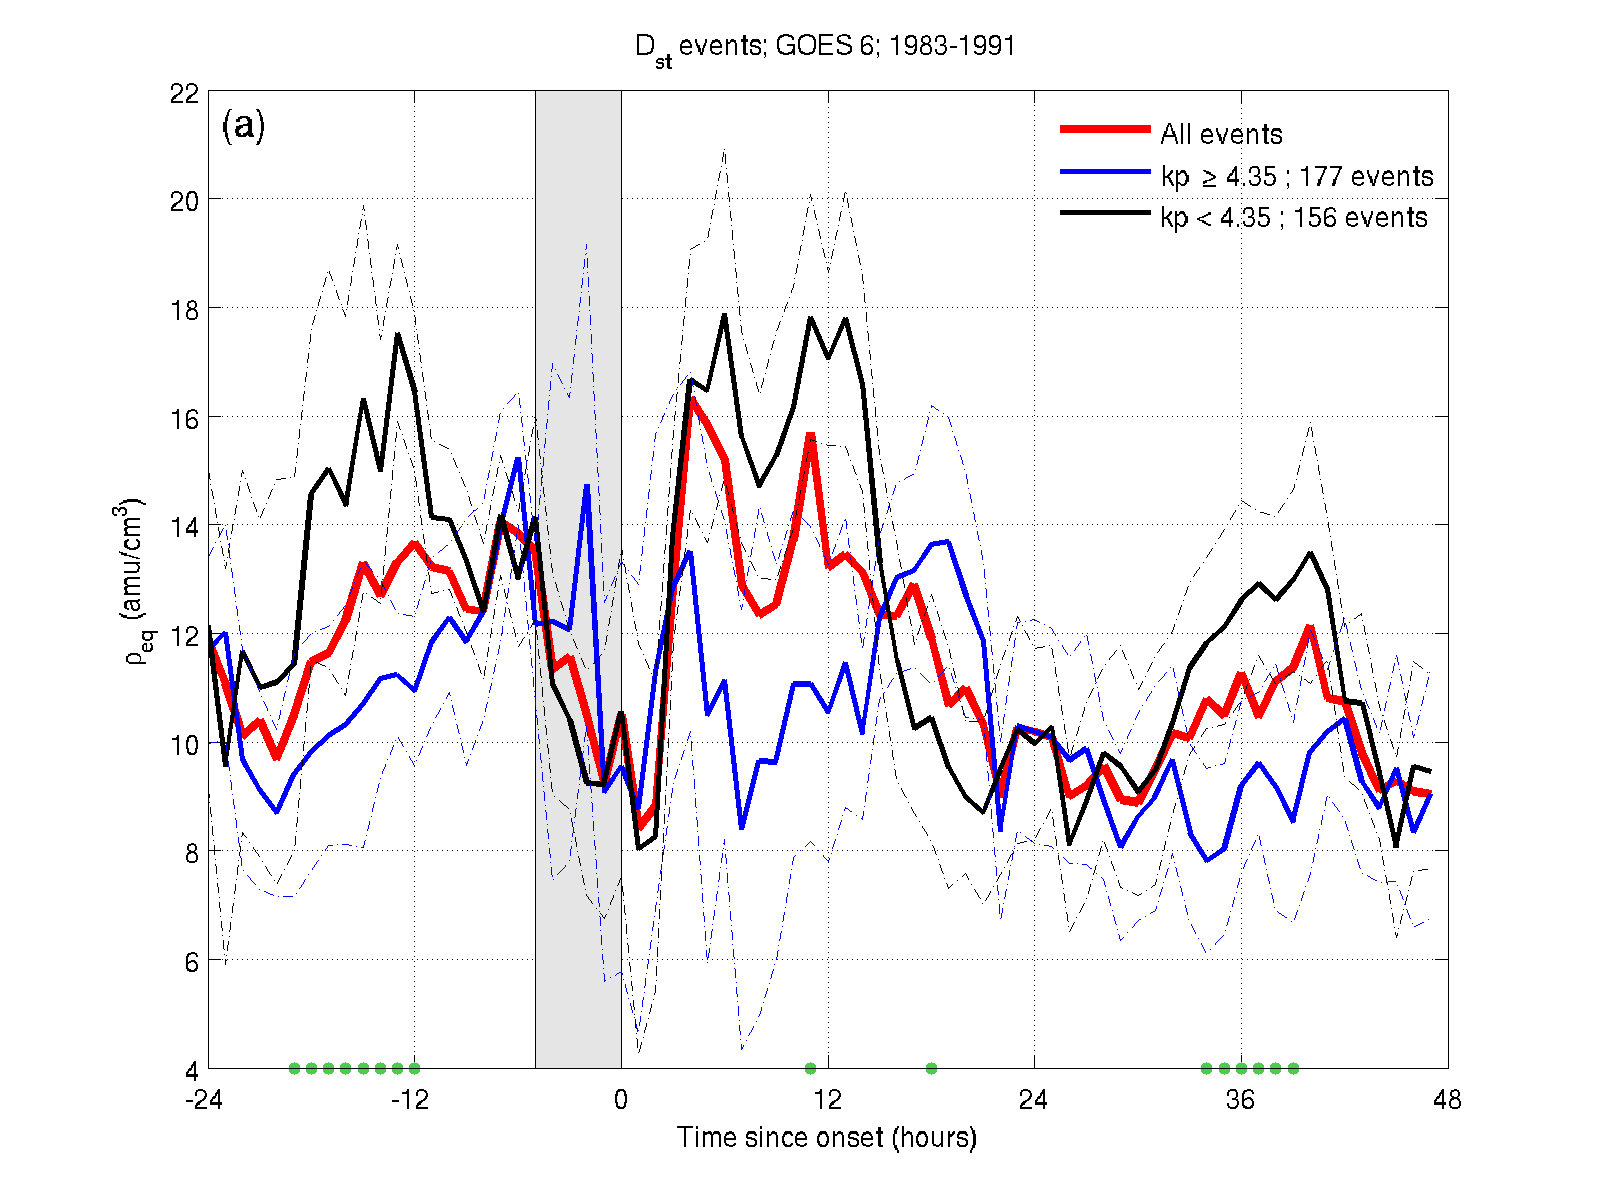 D_st events; GOES 6; 1983-1991
(a)
All events
kp ≥ 4.35 ; 177 events
kp < 4.35 ; 156 events
22
20
18
16
14
12
10
8
6
4
ρ_eq (amu/cm^3)
-24 -12 0 12 24 36 48
Time since onset (hours)